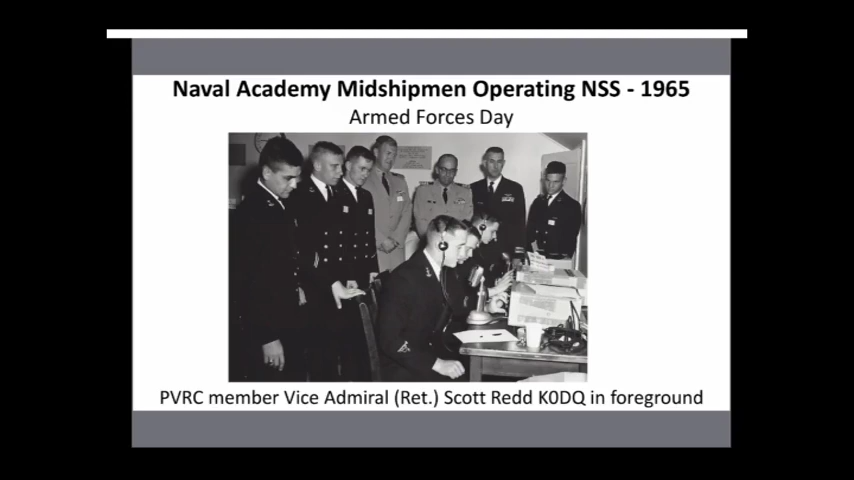 Naval Academy Midshipmen Operating NSS - 1965
Armed Forces Day
PVRC member Vice Admiral (Ret.) Scott Redd K0DQ in foreground